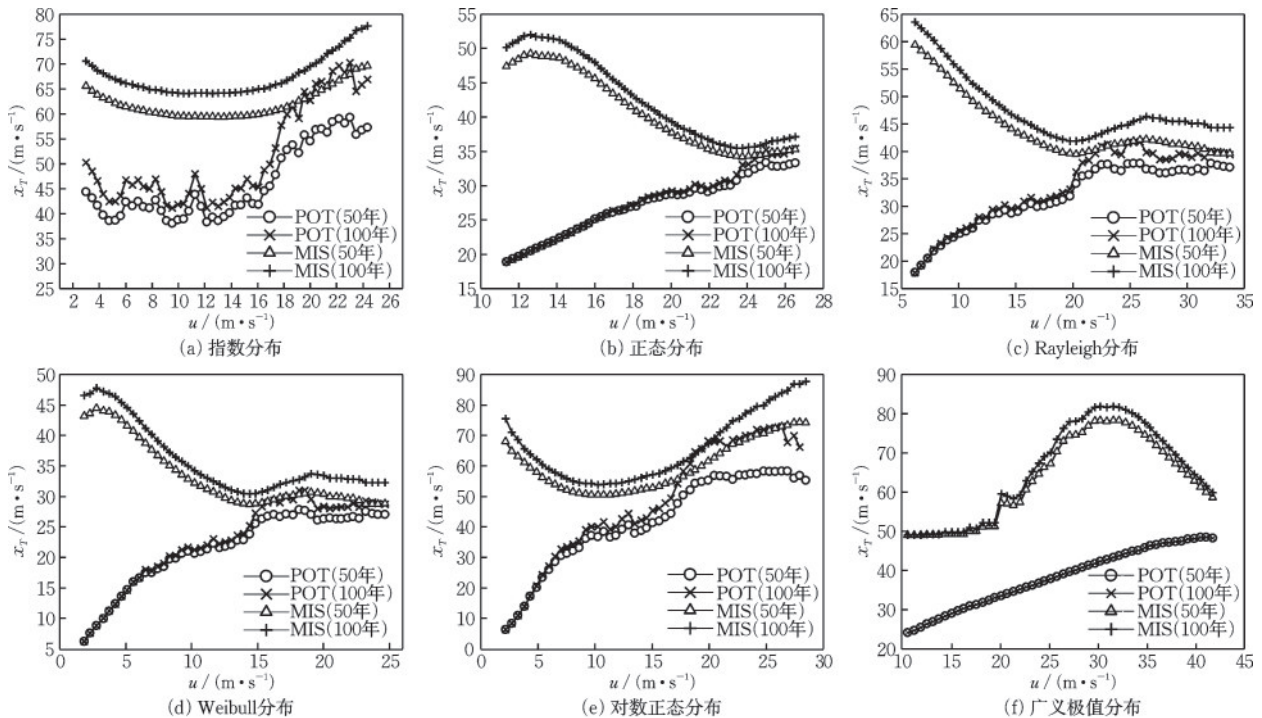 80
75
70
65
60
55
50
45
40
35
30
25
x_T /(m·s⁻¹)
POT(50年)
POT(100年)
MIS(50年)
MIS(100年)
2 4 6 8 10 12 14 16 18 20 22 24 26
u / (m·s⁻¹)
(a) 指数分布
55
50
45
40
35
30
25
20
15
x_T /(m·s⁻¹)
POT(50年)
POT(100年)
MIS(50年)
MIS(100年)
10 12 14 16 18 20 22 24 26 28
u / (m·s⁻¹)
(b) 正态分布
65
60
55
50
45
40
35
30
25
20
15
x_T /(m·s⁻¹)
POT(50年)
POT(100年)
MIS(50年)
MIS(100年)
5 10 15 20 25 30 35
u / (m·s⁻¹)
(c) Rayleigh分布
50
45
40
35
30
25
20
15
10
5
x_T /(m·s⁻¹)
POT(50年)
POT(100年)
MIS(50年)
MIS(100年)
0 5 10 15 20 25
u / (m·s⁻¹)
(d) Weibull分布
90
80
70
60
50
40
30
20
10
0
x_T /(m·s⁻¹)
POT(50年)
POT(100年)
MIS(50年)
MIS(100年)
0 5 10 15 20 25 30
u / (m·s⁻¹)
(e) 对数正态分布
90
80
70
60
50
40
30
20
x_T /(m·s⁻¹)
POT(50年)
POT(100年)
MIS(50年)
MIS(100年)
10 15 20 25 30 35 40 45
u / (m·s⁻¹)
(f) 广义极值分布